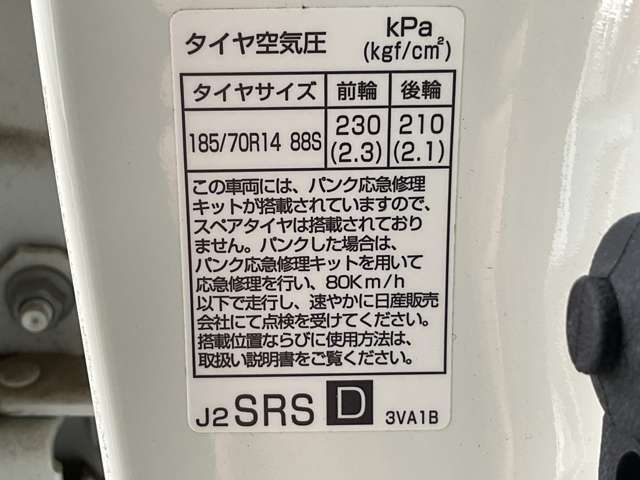 タイヤ空気圧 kPa
(kgf/cm²)
タイヤサイズ 前輪 後輪
185/70R14 88S 230 210
(2.3) (2.1)
この車両には、パンク応急修理
キットが搭載されていますので、
スペアタイヤは搭載されており
ません。パンクした場合は、
パンク応急修理キットを用いて
応急修理を行い、80Km/h
以下で走行し、速やかに日産販売
会社にて点検を受けてください。
搭載位置ならびに使用方法は、
取扱い説明書をご覧ください。
J2 SRS D 3VA1B